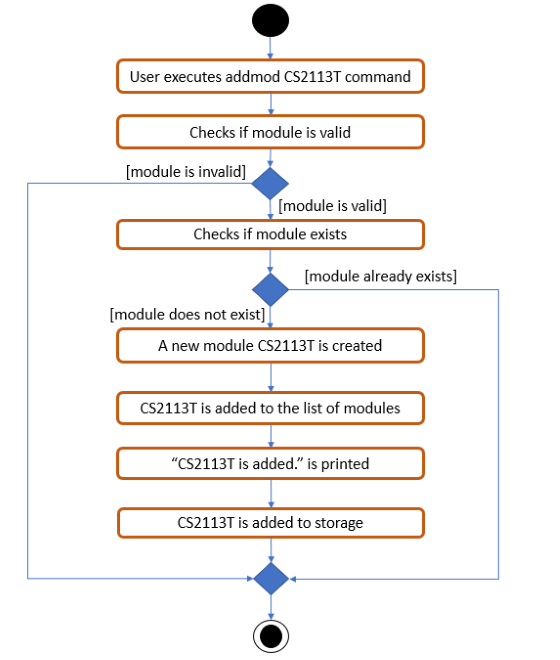 User executes addmod CS2113T command
Checks if module is valid
[module is invalid]
[module is valid]
Checks if module exists
[module already exists]
[module does not exist]
A new module CS2113T is created
CS2113T is added to the list of modules
“CS2113T is added.” is printed
CS2113T is added to storage